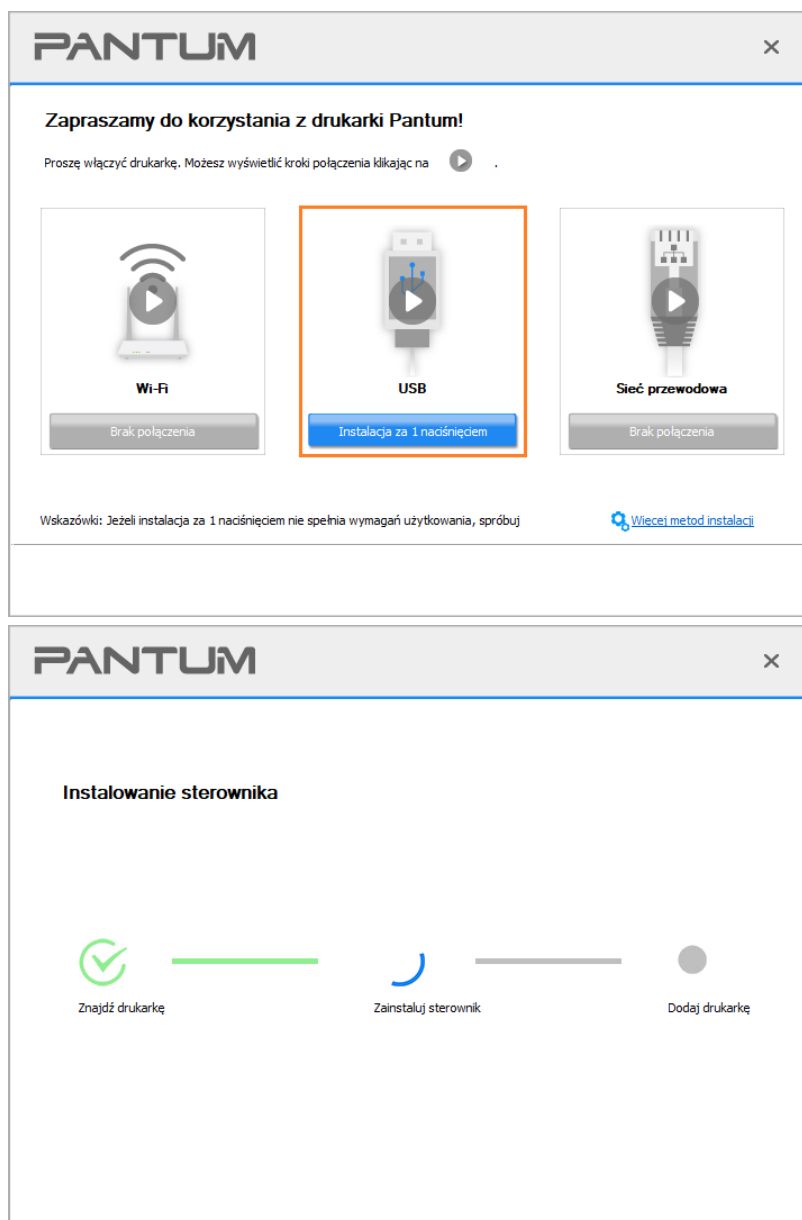 PANTUM
Zapraszamy do korzystania z drukarki Pantum!
Proszę włączyć drukarkę. Możesz wyświetlić kroki połączenia klikając na .
Wi-Fi
USB
Sieć przewodowa
Brak połączenia
Instalacja za 1 naciśnięciem
Brak połączenia
Wskazówki: Jeżeli instalacja za 1 naciśnięciem nie spełnia wymagań użytkowania, spróbuj
Więcej metod instalacji
PANTUM
Instalowanie sterownika
Znajdź drukarkę
Zainstaluj sterownik
Dodaj drukarkę